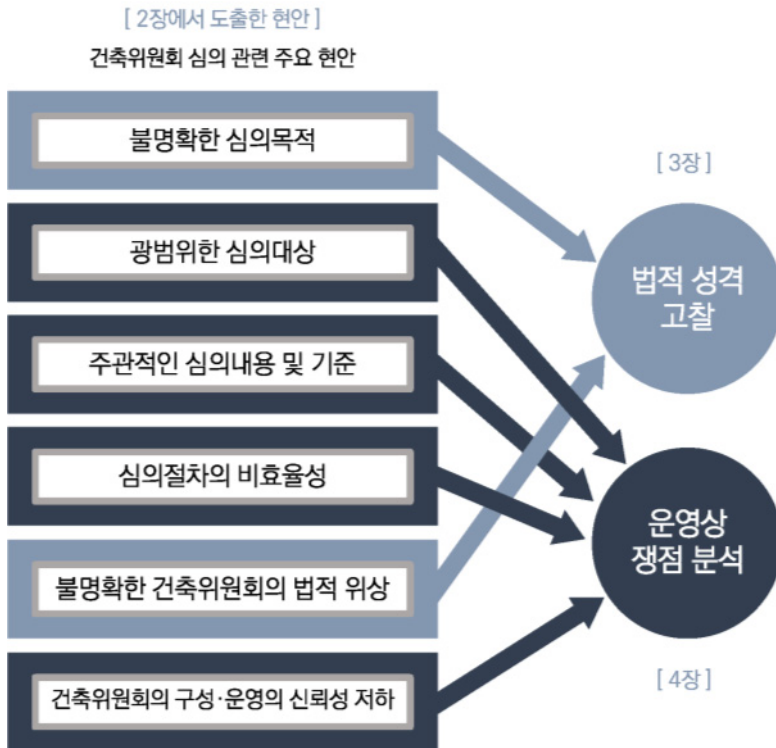 [ 2장에서 도출한 현안 ]
건축위원회 심의 관련 주요 현안
불명확한 심의목적
광범위한 심의대상
주관적인 심의내용 및 기준
심의절차의 비효율성
불명확한 건축위원회의 법적 위상
건축위원회의 구성·운영의 신뢰성 저하
[ 3장 ]
법적 성격
고찰
운영상
쟁점 분석
[ 4장 ]